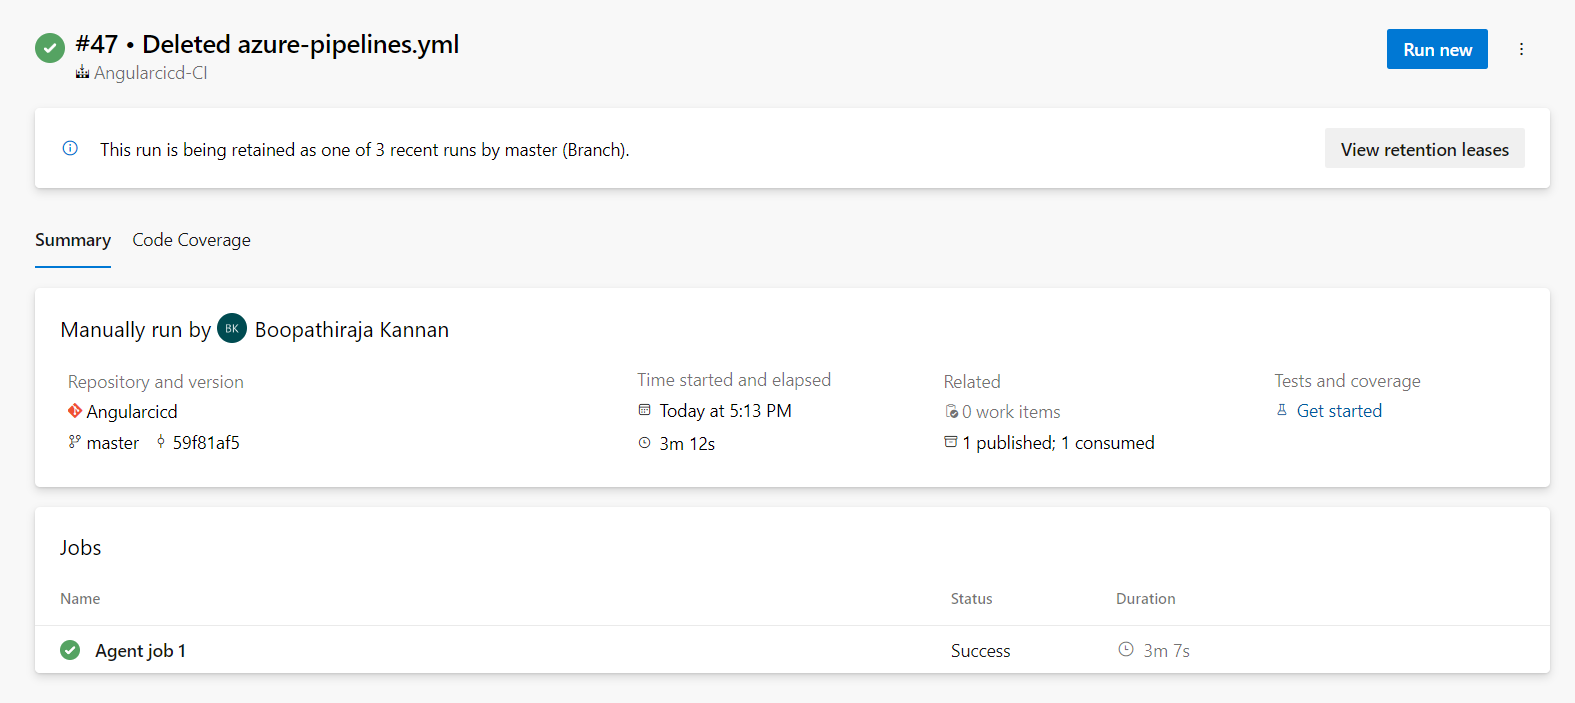 #47 • Deleted azure-pipelines.yml
Run new
Angularcicd-CI
This run is being retained as one of 3 recent runs by master (Branch).
View retention leases
Summary Code Coverage
Manually run by BK Boopathiraja Kannan
Repository and version
Angularcicd
master 59f81af5
Time started and elapsed
Today at 5:13 PM
3m 12s
Related
0 work items
1 published; 1 consumed
Tests and coverage
Get started
Jobs
Name Status Duration
Agent job 1 Success 3m 7s